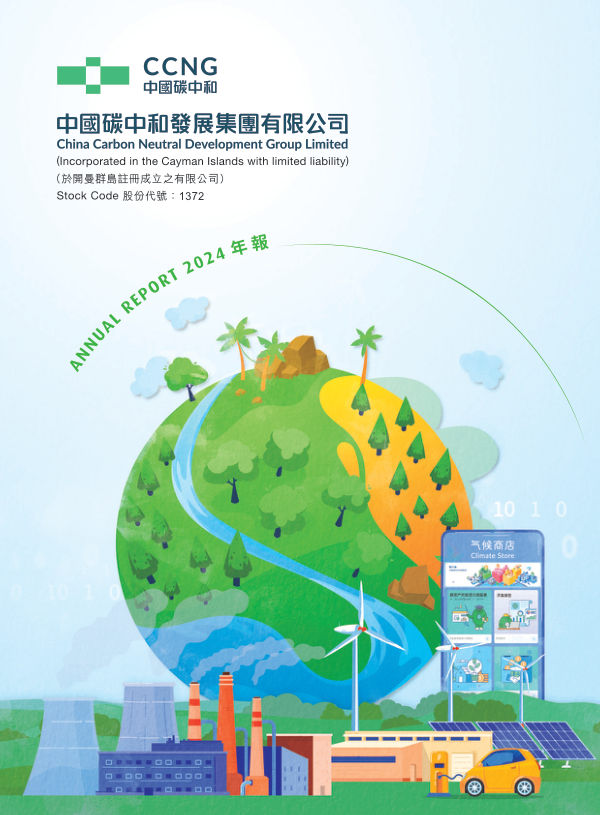 CCNG
中國碳中和
中國碳中和發展集團有限公司
China Carbon Neutral Development Group Limited
(Incorporated in the Cayman Islands with limited liability)
(於開曼群島註冊成立之有限公司)
Stock Code 股份代號：1372
ANNUAL REPORT 2024 年報
10 1 0
0
气候商店
Climate Store